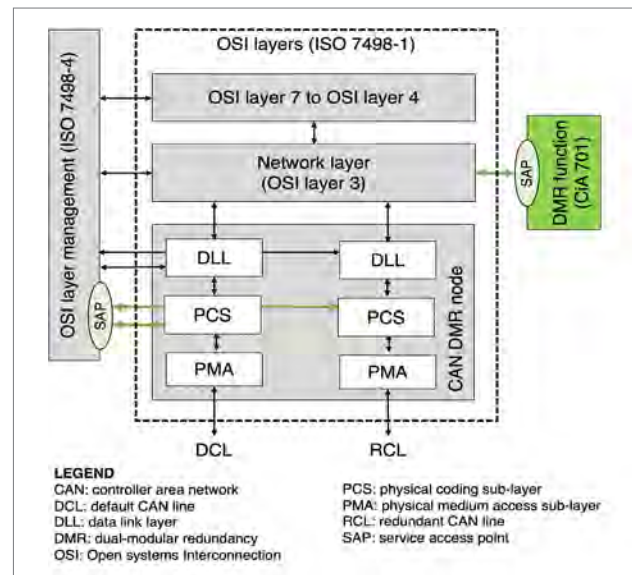 OSI layers (ISO 7498-1)
OSI layer management (ISO 7498-4)
OSI layer 7 to OSI layer 4
Network layer
(OSI layer 3)
SAP
DMR function
(CiA 701)
DLL
DLL
PCS
PCS
SAP
PMA
PMA
CAN DMR node
DCL
RCL
LEGEND
CAN: controller area network
DCL: default CAN line
DLL: data link layer
DMR: dual-modular redundancy
OSI: Open systems Interconnection
PCS: physical coding sub-layer
PMA: physical medium access sub-layer
RCL: redundant CAN line
SAP: service access point